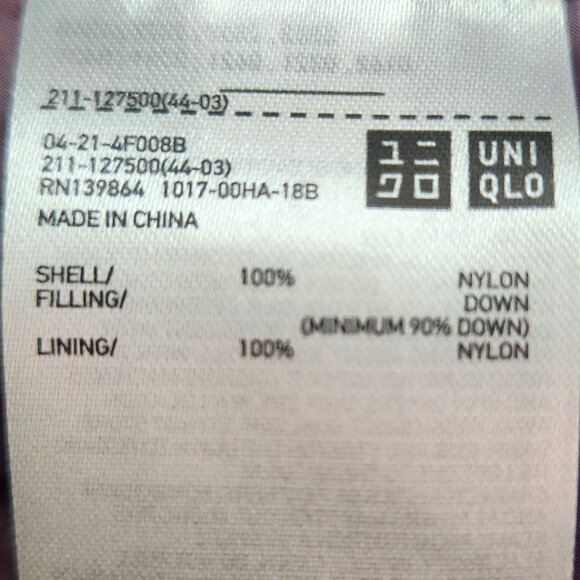 211-127500(44-03)
04-21-4F008B
211-127500(44-03)
RN139864 1017-00HA-18B
MADE IN CHINA
ユニ
クロ
UNI
QLO
SHELL/ 100% NYLON
FILLING/ DOWN
(MINIMUM 90% DOWN)
LINING/ 100% NYLON